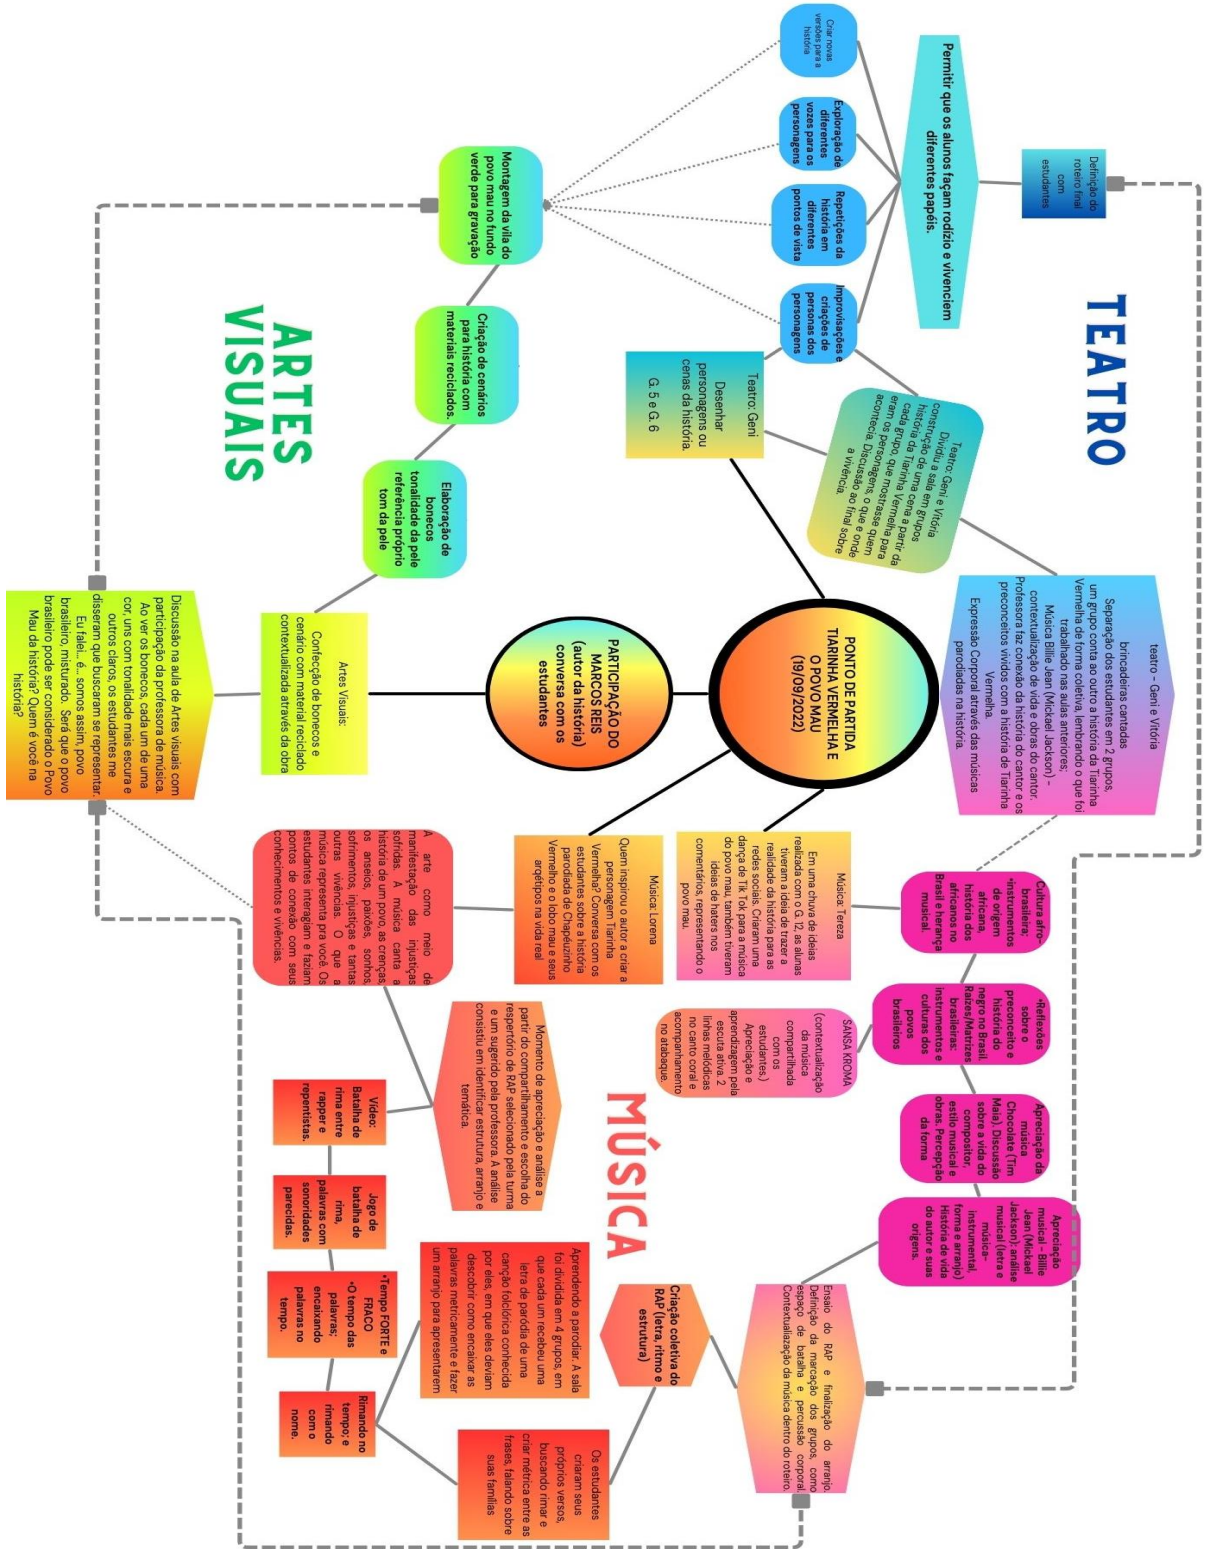 TEATRO
Definição do
roteiro final
com
estudantes
Permitir que os alunos façam rodízio e vivenciem
diferentes papéis.
Criar novas
versões para a
história
Exploração de
diferentes
vozes para os
personagens
Repetições da
história em
diferentes
pontos de vista
Improvisações e
criações de
personas dos
personagens
Teatro: Geni
Desenhar
personagens ou
cenas da história.
G. 5 e G. 6
Teatro: Geni e Vitória
Dividiu a sala em grupos
construção de uma cena a partir da
história da Tiarinha Vermelha para
cada grupo, que mostrasse quem
eram os personagens, o que e onde
acontecia. Discussão ao final sobre
a vivência.
teatro - Geni e Vitória
brincadeiras cantadas
Separação dos estudantes em 2 grupos,
um grupo conta ao outro a história da Tiarinha
Vermelha de forma coletiva, lembrando o que foi
trabalhado nas aulas anteriores;
Música Billie Jean (Mickael Jackson) -
contextualização de vida e obras do cantor.
Professora faz conexão da história do cantor e os
preconceitos vividos com a história de Tiarinha
Vermelha.
Expressão Corporal através das músicas
parodiadas na história.
PONTO DE PARTIDA
TIARINHA VERMELHA E
O POVO MAU
(19/09/2022)
PARTICIPAÇÃO DO
MARCOS REIS
(autor da história)
conversa com os
estudantes
ARTES
VISUAIS
Montagem da vila do
povo mau no fundo
verde para gravação
Criação de cenários
para história com
materiais reciclados.
Elaboração de
bonecos
tonalidade da pele
referência próprio
tom da pele
Artes Visuais:
Confecção de bonecos e
cenário com material reciclado
contextualizada através da obra
Discussão na aula de Artes visuais com
participação da professora de música.
Ao ver os bonecos, cada um de uma
cor, uns com tonalidade mais escura e
outros claros, os estudantes me
disseram que buscaram se representar.
Eu falei... é... somos assim, povo
brasileiro, misturado. Será que o povo
brasileiro pode ser considerado o Povo
Mau da história? Quem é você na
história?
MÚSICA
Música: Tereza
Em uma chuva de ideias
realizada com o G. 12, as alunas
tiveram a ideia de trazer a
realidade da história para as
redes sociais. Criaram uma
dança de Tik Tok para a música
do povo mau, também tiveram
ideias de haters nos
comentários, representando o
povo mau.
Música: Lorena
Quem inspirou o autor a criar a
personagem Tiarinha
Vermelha? Conversa com os
estudantes sobre a história
parodiada de Chapéuzinho
Vermelho e o lobo mau e seus
arqétipos na vida real
A arte como meio de
manifestação das injustiças
sofridas. A música canta a
história de um povo, as crenças,
os anseios, paixões, sonhos,
sofrimentos, injustiças e tantas
outras vivências. O que a
música representa pra você. Os
estudantes interagiam e faziam
pontos de conexão com seus
conhecimentos e vivências.
Cultura afro-
brasileira;
*instrumentos
de origem
africana,
história dos
africanos no
Brasil e herança
musical.
*Reflexões
sobre o
preconceito e
história do
negro no Brasil.
Raízes/Matrizes
brasileiras:
instrumentos e
culturas dos
povos
brasileiros
Apreciação da
música
Chocolate (Tim
Maia). Discussão
sobre a vida do
compositor,
estilo musical e
obras. Percepção
da forma
Apreciação
musical - Billie
Jean (Mickael
Jackson): análise
musical (letra e
música-
instrumental,
forma e arranjo)
História de vida
do autor e suas
origens.
SANSA KROMA
(contextualização
da música
compartilhada
com os
estudantes.)
Apreciação e
aprendizagem pela
escuta ativa. 2
linhas melódicas
no canto coral e
acompanhamento
no atabaque.
Momento de apreciação e análise a
partir do compartilhamento e escolha do
respertório de RAP selecionado pela turma
e um sugerido pela professora. A análise
consistiu em identificar estrutura, arranjo e
temática.
Vídeo:
Batalha de
rima entre
rapper e
repentistas.
Jogo de
batalha de
rima,
palavras com
sonoridades
parecidas.
*Tempo FORTE e
FRACO
*O tempo das
palavras;
encaixando
palavras no
tempo.
Rimando no
tempo; e
rimando
com o
nome.
Aprendendo a parodiar. A sala
foi dividida em 4 grupos, em
que cada um recebeu uma
letra de paródia de uma
canção folclórica conhecida
por eles, em que eles deviam
descobrir como encaixar as
palavras metricamente e fazer
um arranjo para apresentarem
Os estudantes
criaram seus
próprios versos,
buscando rimar e
criar métrica entre as
frases, falando sobre
suas famílias
Criação coletiva do
RAP (letra, ritmo e
estrutura)
Ensaio do RAP e finalização do arranjo.
Definição da marcação dos grupos, como
espaço de batalha e percussão corporal.
Contextualiazação da música dentro do roteiro.